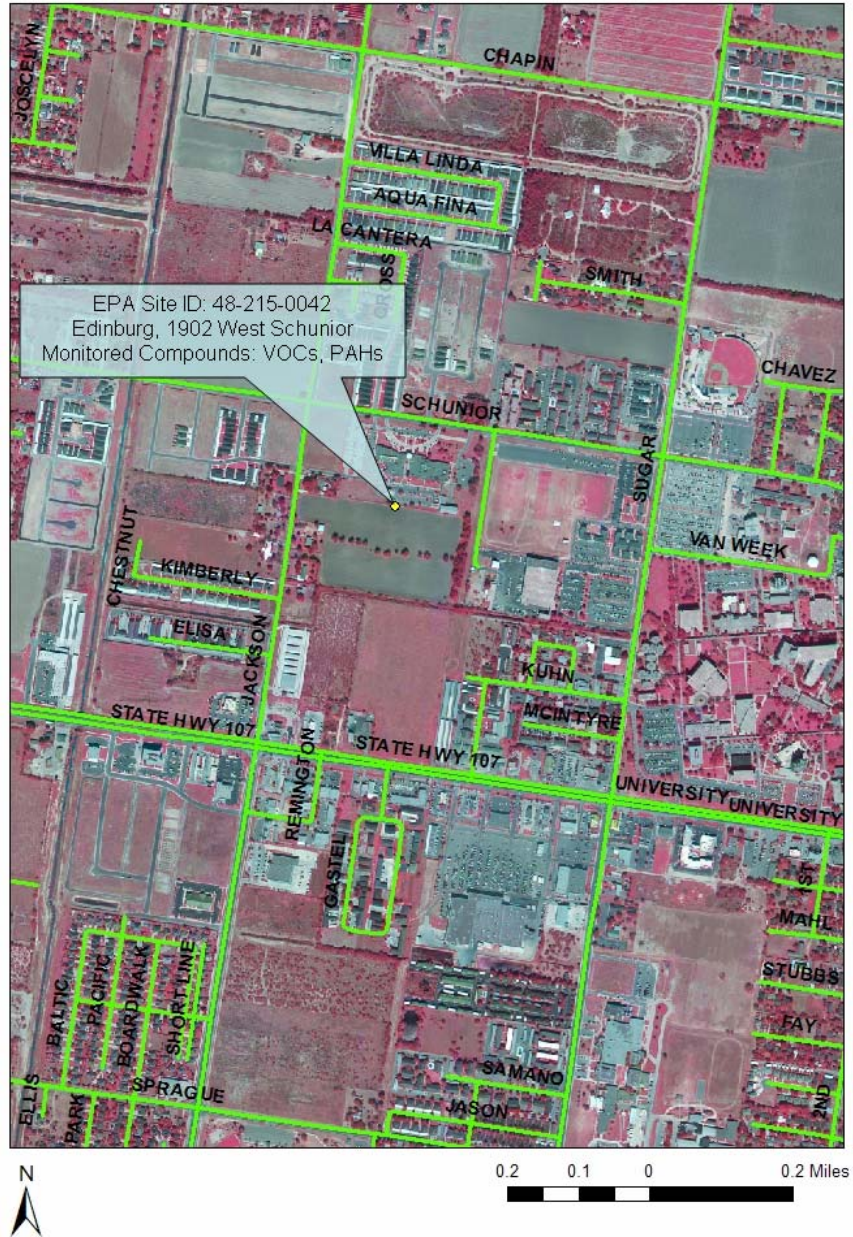 CHAPIN
JOSCELYN
VILLA LINDA
AQUA FINA
LA CANTERA
SMITH
EPA Site ID: 48-215-0042
Edinburg, 1902 West Schunior
Monitored Compounds: VOCs, PAHs
CHAVEZ
SCHUNIOR
SUGAR
VAN WEEK
CHESTNUT
KIMBERLY
ELISA
JACKSON
KUHN
MCINTYRE
STATE HWY 107
STATE HWY 107
UNIVERSITY
UNIVERSITY
REMINGTON
GASTEL
1ST
MAHL
STUBBS
FAY
2ND
BALTIC
PACIFIC
BOARDWALK
SHORT LINE
SAMANO
JASON
SPRAGUE
ELLIS
PARK
N
0.2 0.1 0 0.2 Miles